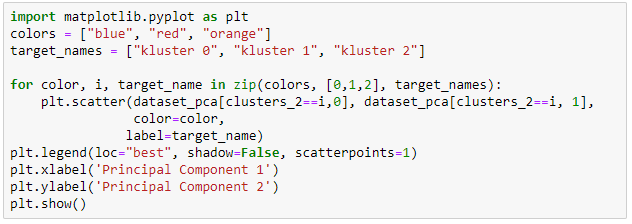 import matplotlib.pyplot as plt
colors = ["blue", "red", "orange"]
target_names = ["kluster 0", "kluster 1", "kluster 2"]

for color, i, target_name in zip(colors, [0,1,2], target_names):
    plt.scatter(dataset_pca[clusters_2==i,0], dataset_pca[clusters_2==i, 1],
                color=color,
               label=target_name)
plt.legend(loc="best", shadow=False, scatterpoints=1)
plt.xlabel('Principal Component 1')
plt.ylabel('Principal Component 2')
plt.show()